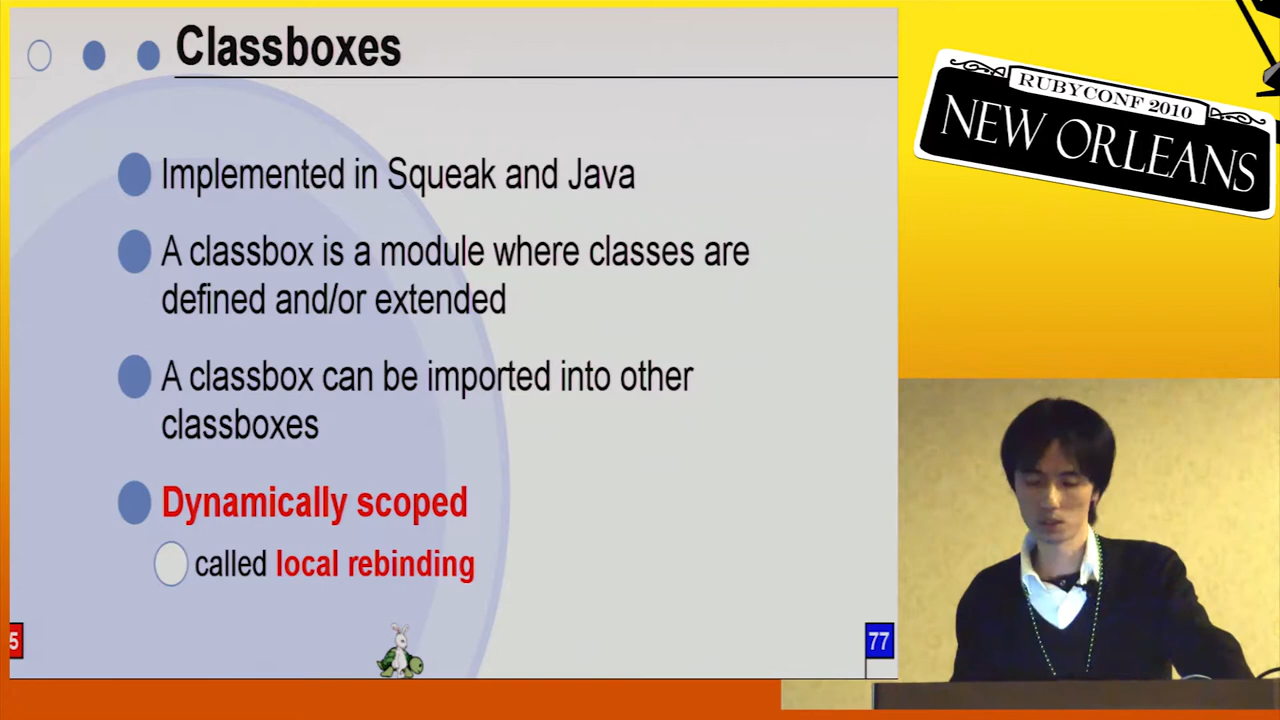 Classboxes
Implemented in Squeak and Java
A classbox is a module where classes are
defined and/or extended
A classbox can be imported into other
classboxes
Dynamically scoped
called local rebinding
5
77
RUBYCONF 2010
NEW ORLEANS